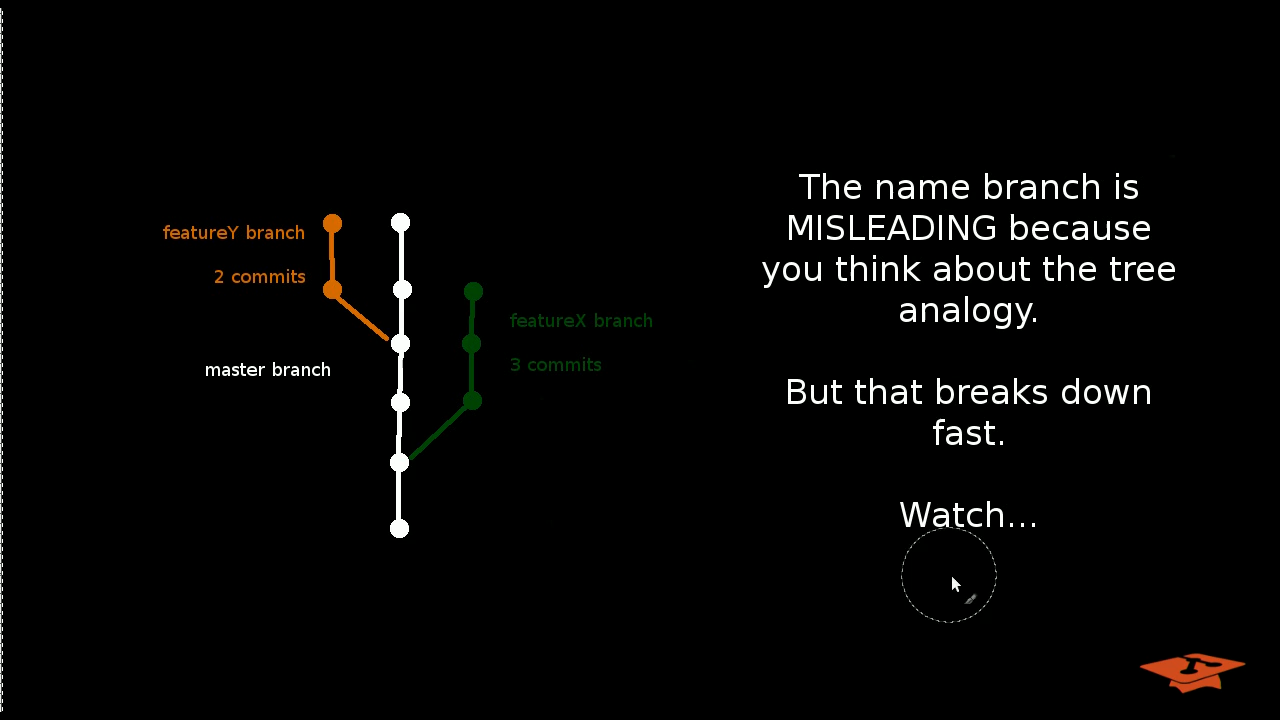 featureY branch
2 commits
master branch
featureX branch
3 commits
The name branch is
MISLEADING because
you think about the tree
analogy.
But that breaks down
fast.
Watch...